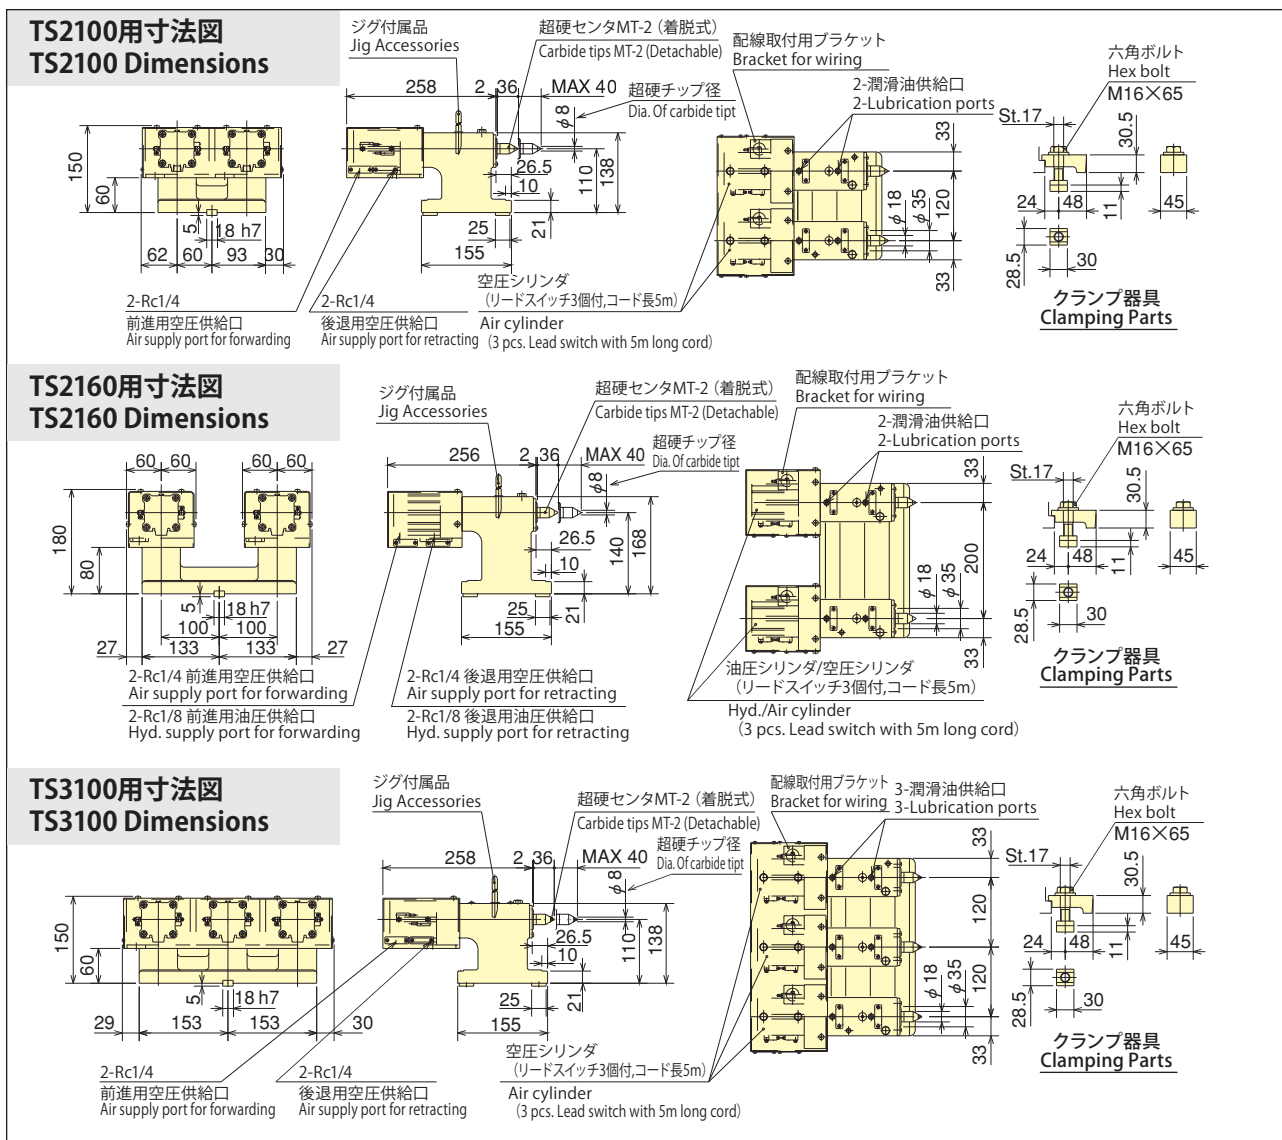 TS2100用寸法図
TS2100 Dimensions
ジグ付属品
Jig Accessories
超硬センタMT-2（着脱式）
Carbide tips MT-2 (Detachable)
配線取付用ブラケット
Bracket for wiring
六角ボルト
Hex bolt
M16×65
258
2
36
MAX 40
超硬チップ径
Dia. Of carbide tipt
φ8
2-潤滑油供給口
2-Lubrication ports
St.17
150
60
5
18 h7
62
60
93
30
26.5
10
110
138
25
21
155
33
φ18
φ35
120
33
30.5
24
48
11
45
28.5
30
2-Rc1/4
前進用空圧供給口
Air supply port for forwarding
2-Rc1/4
後退用空圧供給口
Air supply port for retracting
空圧シリンダ
（リードスイッチ3個付,コード長5m）
Air cylinder
（3 pcs. Lead switch with 5m long cord）
クランプ器具
Clamping Parts
TS2160用寸法図
TS2160 Dimensions
ジグ付属品
Jig Accessories
超硬センタMT-2（着脱式）
Carbide tips MT-2 (Detachable)
配線取付用ブラケット
Bracket for wiring
六角ボルト
Hex bolt
M16×65
60
60
60
60
256
2
36
MAX 40
超硬チップ径
Dia. Of carbide tipt
φ8
2-潤滑油供給口
2-Lubrication ports
St.17
180
80
5
18 h7
100
100
27
133
133
27
26.5
10
140
168
25
21
155
33
φ18
φ35
200
33
30.5
24
48
11
45
28.5
30
2-Rc1/4 前進用空圧供給口
Air supply port for forwarding
2-Rc1/8 前進用油圧供給口
Hyd. supply port for forwarding
2-Rc1/4 後退用空圧供給口
Air supply port for retracting
2-Rc1/8 後退用油圧供給口
Hyd. supply port for retracting
油圧シリンダ/空圧シリンダ
（リードスイッチ3個付,コード長5m）
Hyd./Air cylinder
（3 pcs. Lead switch with 5m long cord）
クランプ器具
Clamping Parts
TS3100用寸法図
TS3100 Dimensions
ジグ付属品
Jig Accessories
超硬センタMT-2（着脱式）
Carbide tips MT-2 (Detachable)
配線取付用ブラケット
Bracket for wiring
3-潤滑油供給口
3-Lubrication ports
六角ボルト
Hex bolt
M16×65
258
2
36
MAX 40
超硬チップ径
Dia. Of carbide tipt
φ8
St.17
150
60
5
18 h7
29
153
153
30
26.5
10
110
138
25
21
155
33
120
φ18
φ35
120
33
30.5
24
48
11
45
28.5
30
2-Rc1/4
前進用空圧供給口
Air supply port for forwarding
2-Rc1/4
後退用空圧供給口
Air supply port for retracting
空圧シリンダ
（リードスイッチ3個付,コード長5m）
Air cylinder
（3 pcs. Lead switch with 5m long cord）
クランプ器具
Clamping Parts